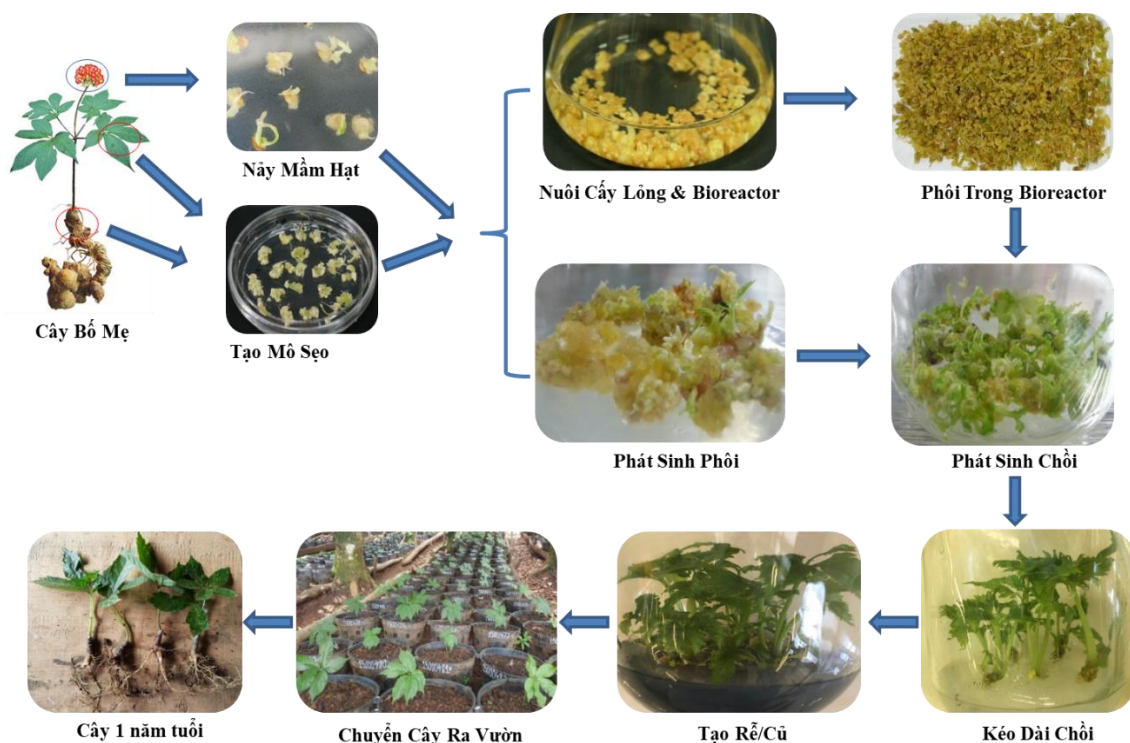 Nảy Mầm Hạt
Nuôi Cấy Lỏng & Bioreactor
Phôi Trong Bioreactor
Cây Bố Mẹ
Tạo Mô Sẹo
Phát Sinh Phôi
Phát Sinh Chồi
Cây 1 năm tuổi
Chuyển Cây Ra Vườn
Tạo Rễ/Củ
Kéo Dài Chồi